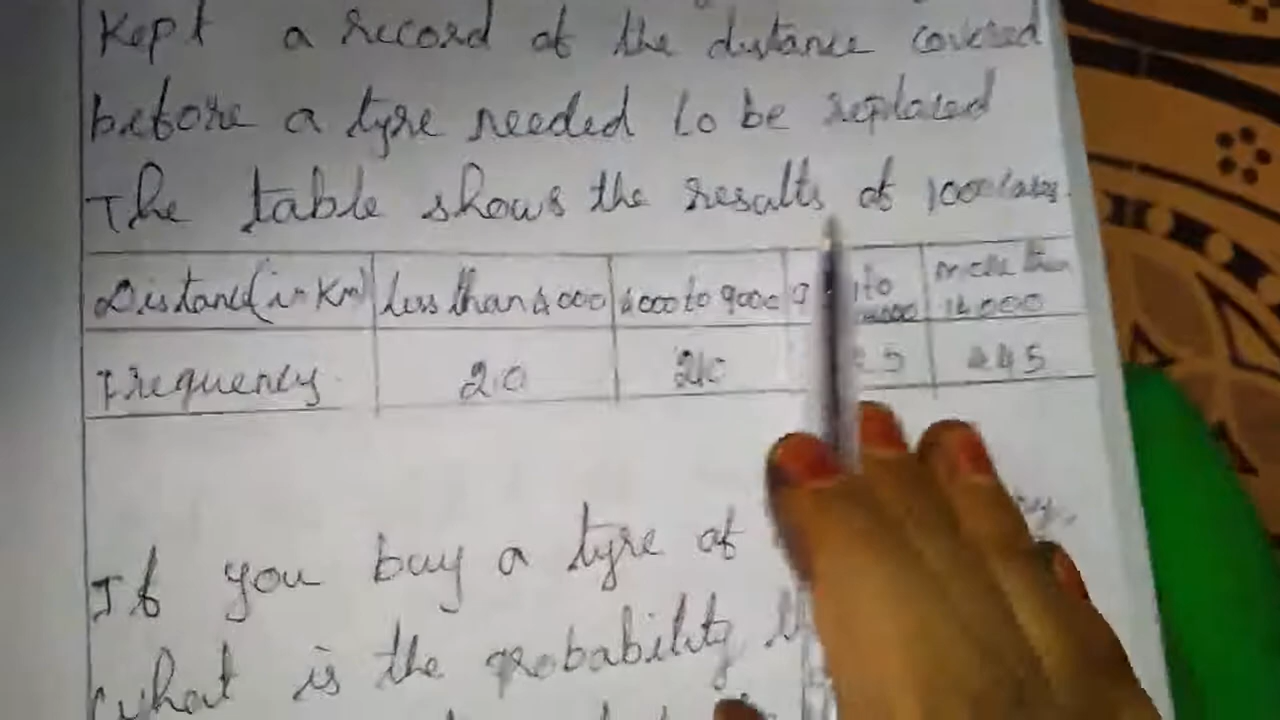 Kept a record of the distance covered
before a tyre needed to be replaced
The table shows the results of 1000 cases.
Distance (in Km) less than 4000 4000 to 9000 to more than 14000
Frequency 20 210 445
If you buy a tyre of
what is the probability